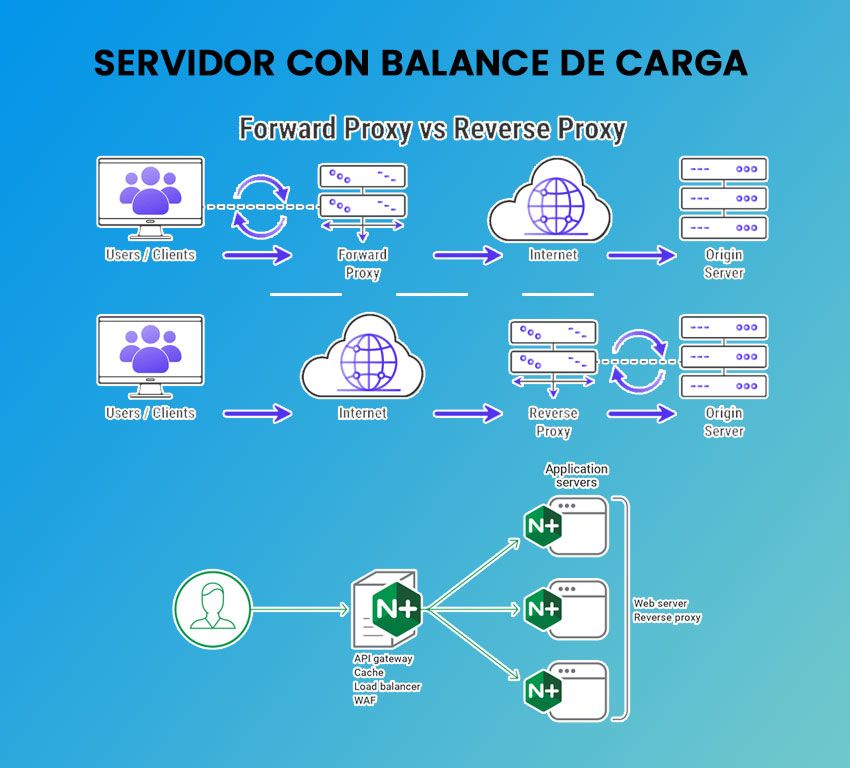 SERVIDOR CON BALANCE DE CARGA
Forward Proxy vs Reverse Proxy
Users / Clients
Forward
Proxy
Internet
Origin
Server
Users / Clients
Internet
Reverse
Proxy
Origin
Server
Application
servers
N+
N+
API gateway
Cache
Load balancer
WAF
N+
Web server
Reverse proxy
N+